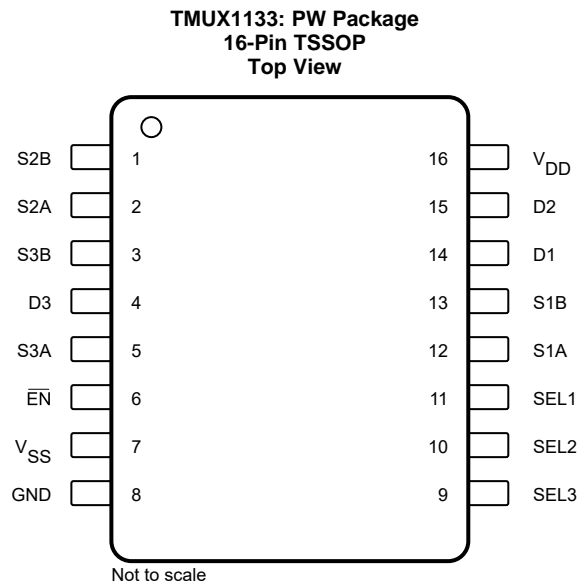 TMUX1133: PW Package
16-Pin TSSOP
Top View
S2B 1 16 VDD
S2A 2 15 D2
S3B 3 14 D1
D3 4 13 S1B
S3A 5 12 S1A
E̅N̅ 6 11 SEL1
VSS 7 10 SEL2
GND 8 9 SEL3
Not to scale